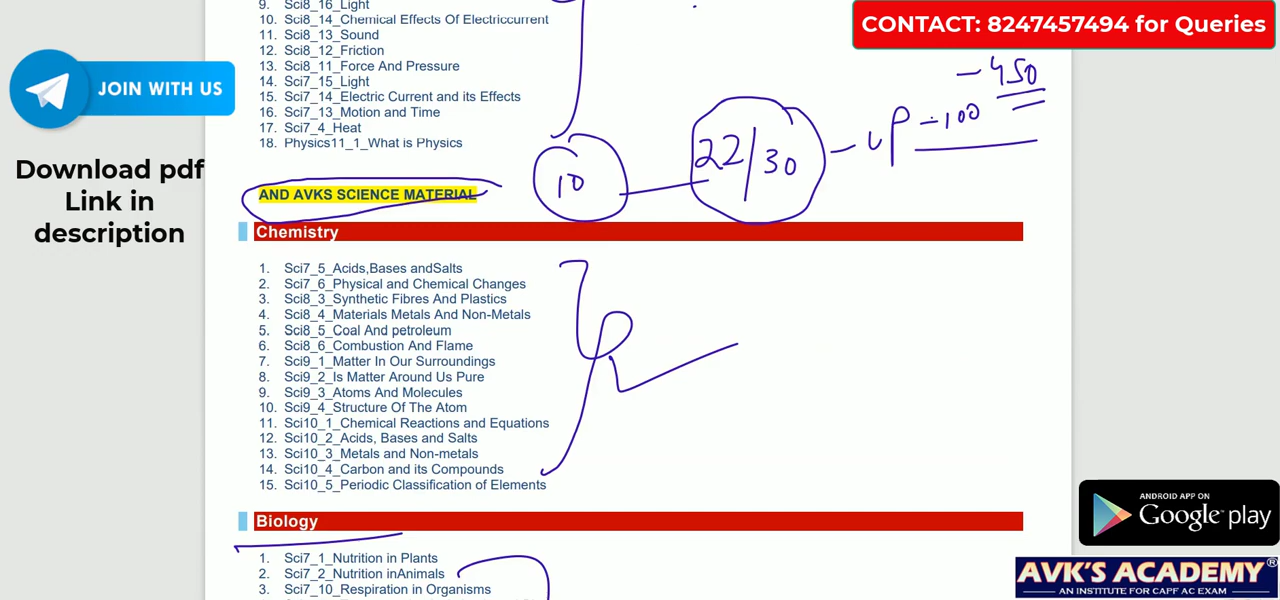 9. Sci8_16_Light
10. Sci8_14_Chemical Effects Of Electriccurrent
11. Sci8_13_Sound
12. Sci8_12_Friction
13. Sci8_11_Force And Pressure
14. Sci7_15_Light
15. Sci7_14_Electric Current and its Effects
16. Sci7_13_Motion and Time
17. Sci7_4_Heat
18. Physics11_1_What is Physics
CONTACT: 8247457494 for Queries
JOIN WITH US
Download pdf
Link in
description
- 450
10 — 22/30 - UP - 100
AND AVKS SCIENCE MATERIAL
Chemistry
1. Sci7_5_Acids,Bases andSalts
2. Sci7_6_Physical and Chemical Changes
3. Sci8_3_Synthetic Fibres And Plastics
4. Sci8_4_Materials Metals And Non-Metals
5. Sci8_5_Coal And petroleum
6. Sci8_6_Combustion And Flame
7. Sci9_1_Matter In Our Surroundings
8. Sci9_2_Is Matter Around Us Pure
9. Sci9_3_Atoms And Molecules
10. Sci9_4_Structure Of The Atom
11. Sci10_1_Chemical Reactions and Equations
12. Sci10_2_Acids, Bases and Salts
13. Sci10_3_Metals and Non-metals
14. Sci10_4_Carbon and its Compounds
15. Sci10_5_Periodic Classification of Elements
Biology
1. Sci7_1_Nutrition in Plants
2. Sci7_2_Nutrition inAnimals
3. Sci7_10_Respiration in Organisms
ANDROID APP ON
Google play
AVK'S ACADEMY®
AN INSTITUTE FOR CAPF AC EXAM